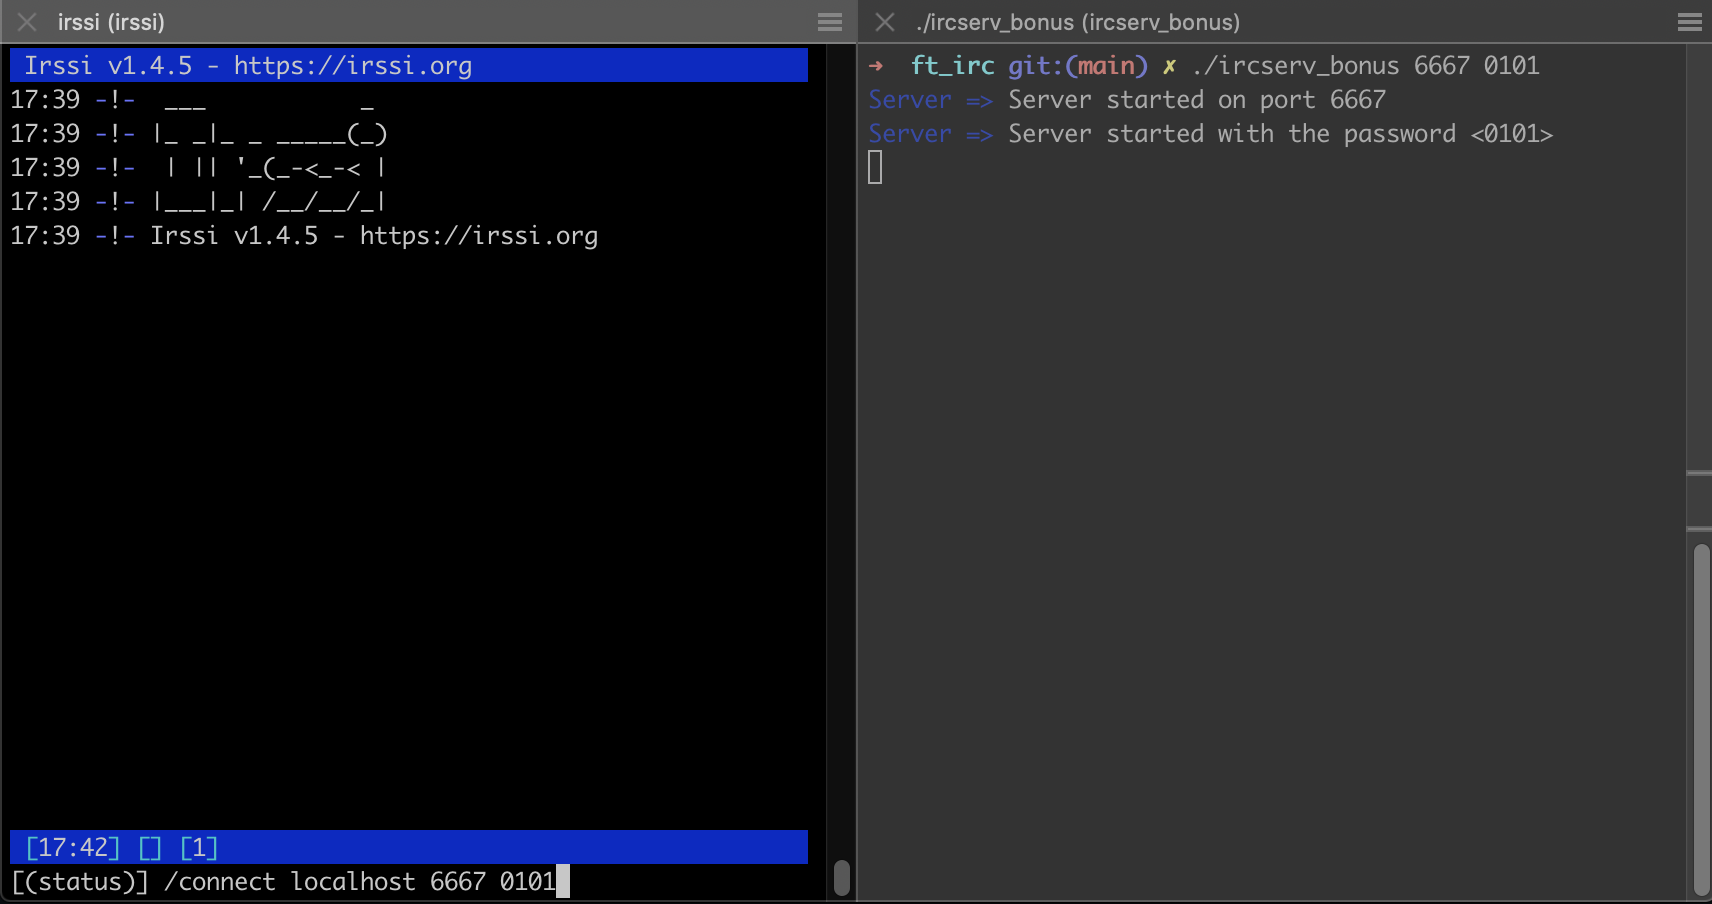 irssi (irssi)
Irssi v1.4.5 - https://irssi.org
17:39 -!-  ___           _
17:39 -!- |_ _|_ _ _____(_)
17:39 -!-  | || '_(_-<_-< |
17:39 -!- |___|_| /__/__/_|
17:39 -!- Irssi v1.4.5 - https://irssi.org
[17:42] [] [1]
[(status)] /connect localhost 6667 0101
./ircserv_bonus (ircserv_bonus)
➜  ft_irc git:(main) ✗ ./ircserv_bonus 6667 0101
Server => Server started on port 6667
Server => Server started with the password <0101>